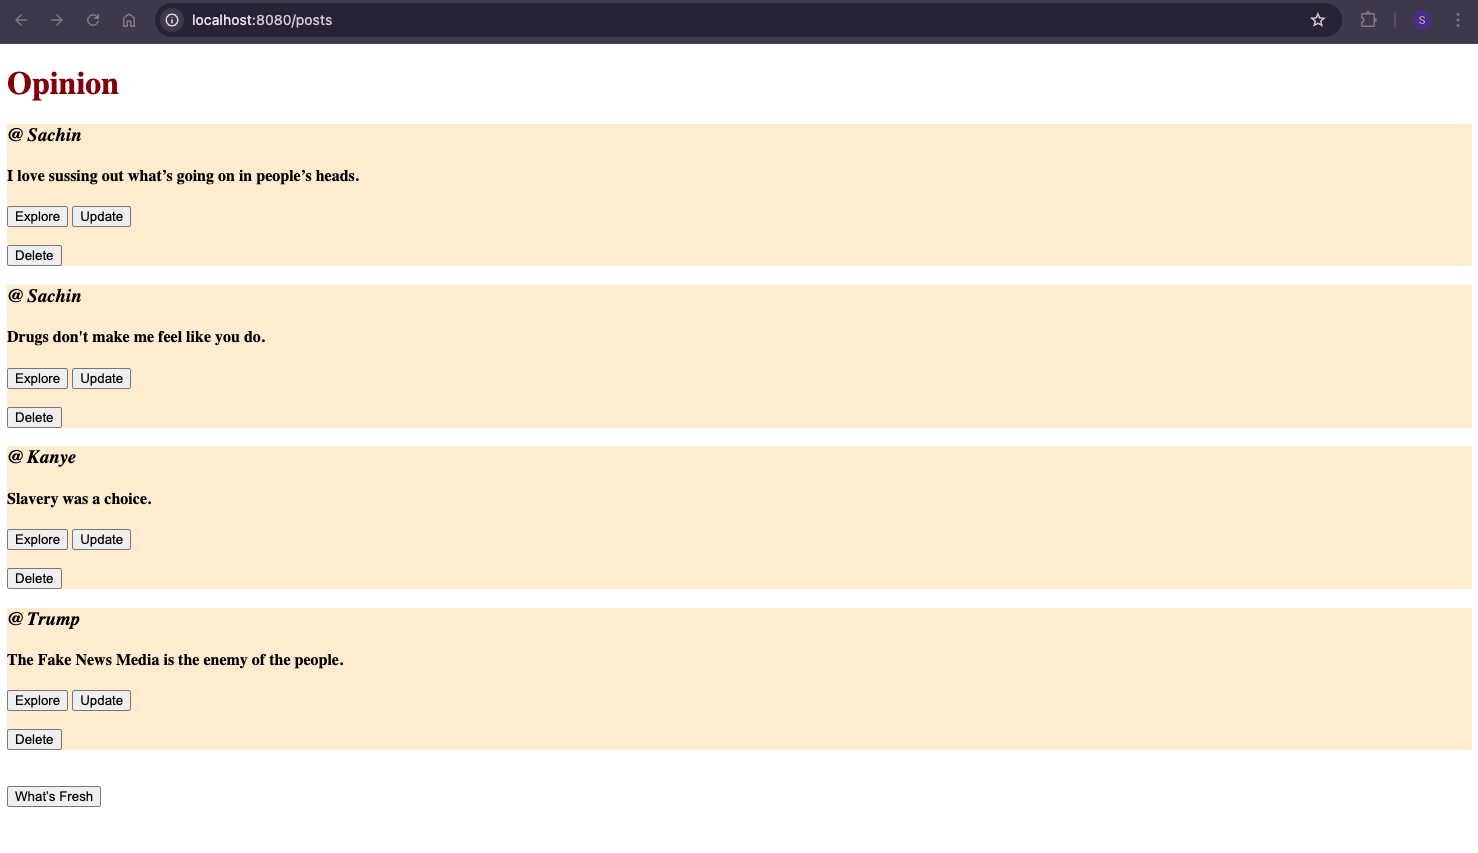 localhost:8080/posts
S
Opinion
@ Sachin
I love sussing out what’s going on in people’s heads.
Explore Update
Delete
@ Sachin
Drugs don't make me feel like you do.
Explore Update
Delete
@ Kanye
Slavery was a choice.
Explore Update
Delete
@ Trump
The Fake News Media is the enemy of the people.
Explore Update
Delete
What's Fresh